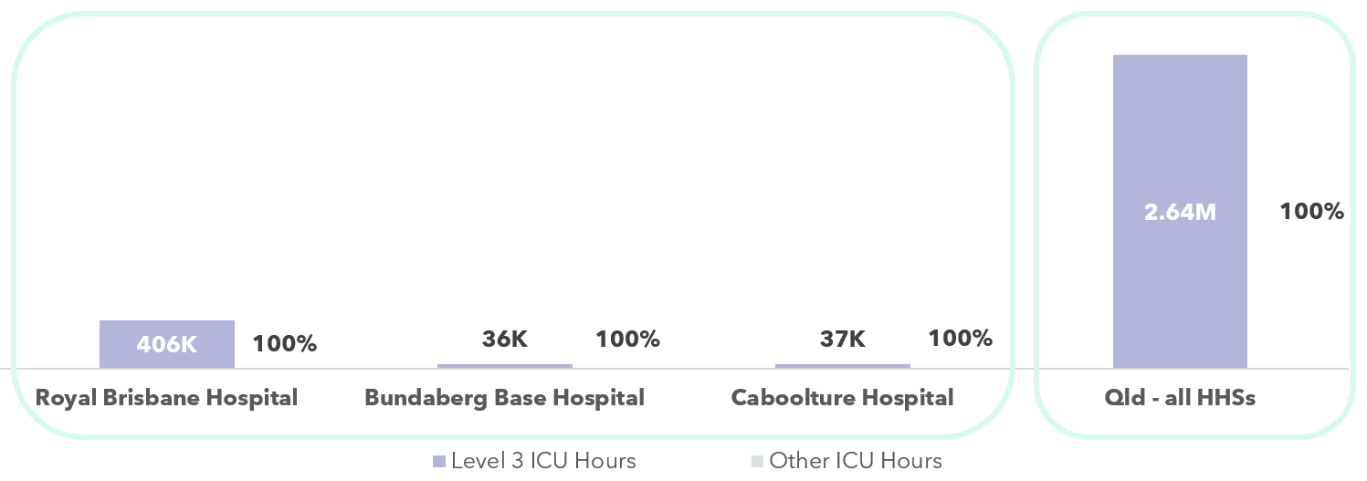 2.64M 100%
406K 100% 36K 100% 37K 100%
Royal Brisbane Hospital Bundaberg Base Hospital Caboolture Hospital Qld - all HHSs
Level 3 ICU Hours Other ICU Hours